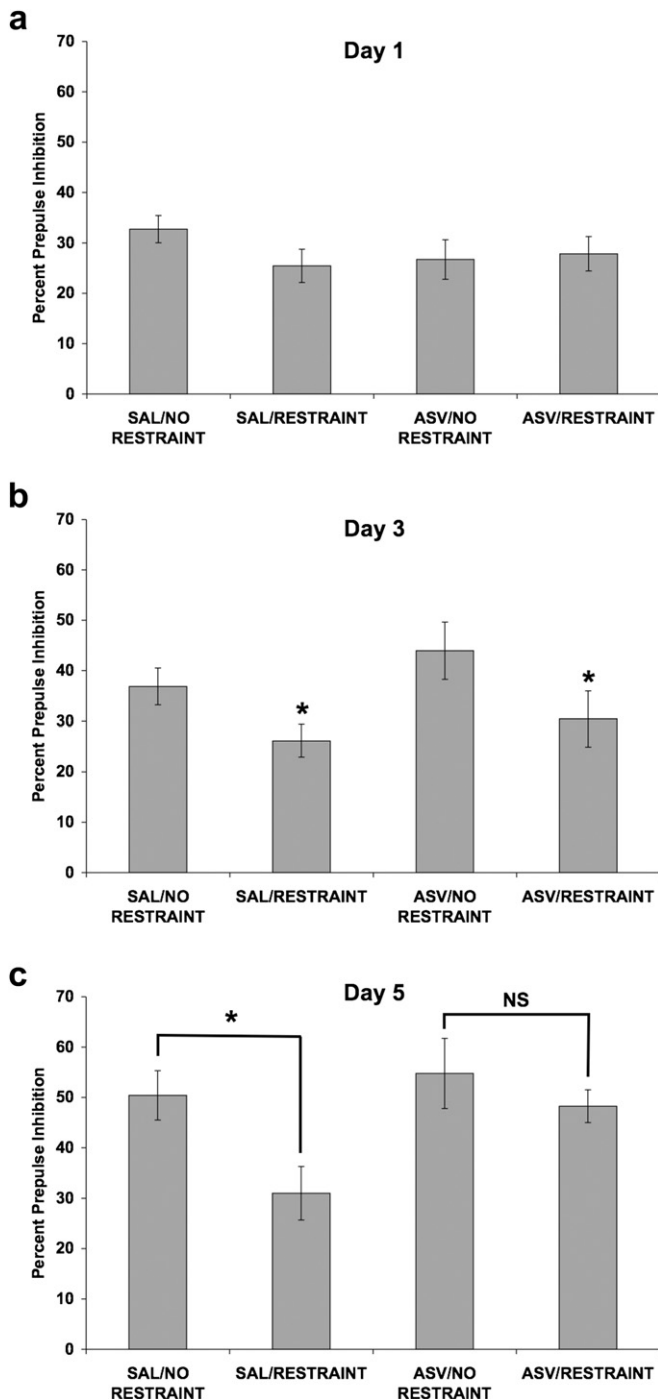 a
Day 1
Percent Prepulse Inhibition
70
60
50
40
30
20
10
0
SAL/NO
RESTRAINT
SAL/RESTRAINT
ASV/NO
RESTRAINT
ASV/RESTRAINT
b
Day 3
Percent Prepulse Inhibition
70
60
50
40
30
20
10
0
*
*
SAL/NO
RESTRAINT
SAL/RESTRAINT
ASV/NO
RESTRAINT
ASV/RESTRAINT
c
Day 5
Percent Prepulse Inhibition
70
60
50
40
30
20
10
0
*
NS
SAL/NO
RESTRAINT
SAL/RESTRAINT
ASV/NO
RESTRAINT
ASV/RESTRAINT